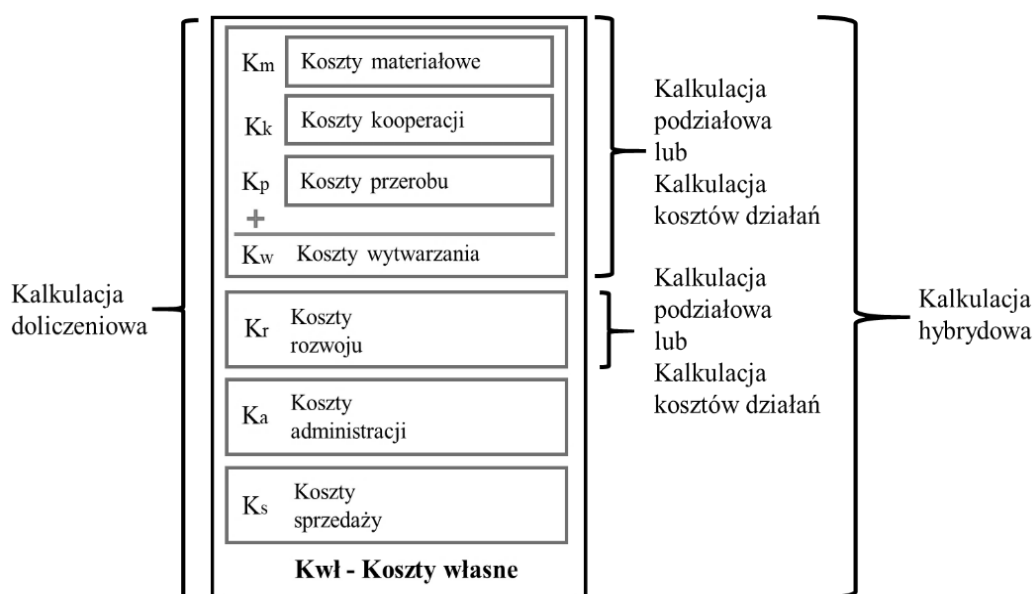 Kalkulacja
doliczeniowa
Km Koszty materiałowe
Kk Koszty kooperacji
Kp Koszty przerobu
+
Kw Koszty wytwarzania
Kr Koszty
rozwoju
Ka Koszty
administracji
Ks Koszty
sprzedaży
Kwł - Koszty własne
Kalkulacja
podziałowa
lub
Kalkulacja
kosztów działań
Kalkulacja
podziałowa
lub
Kalkulacja
kosztów działań
Kalkulacja
hybrydowa